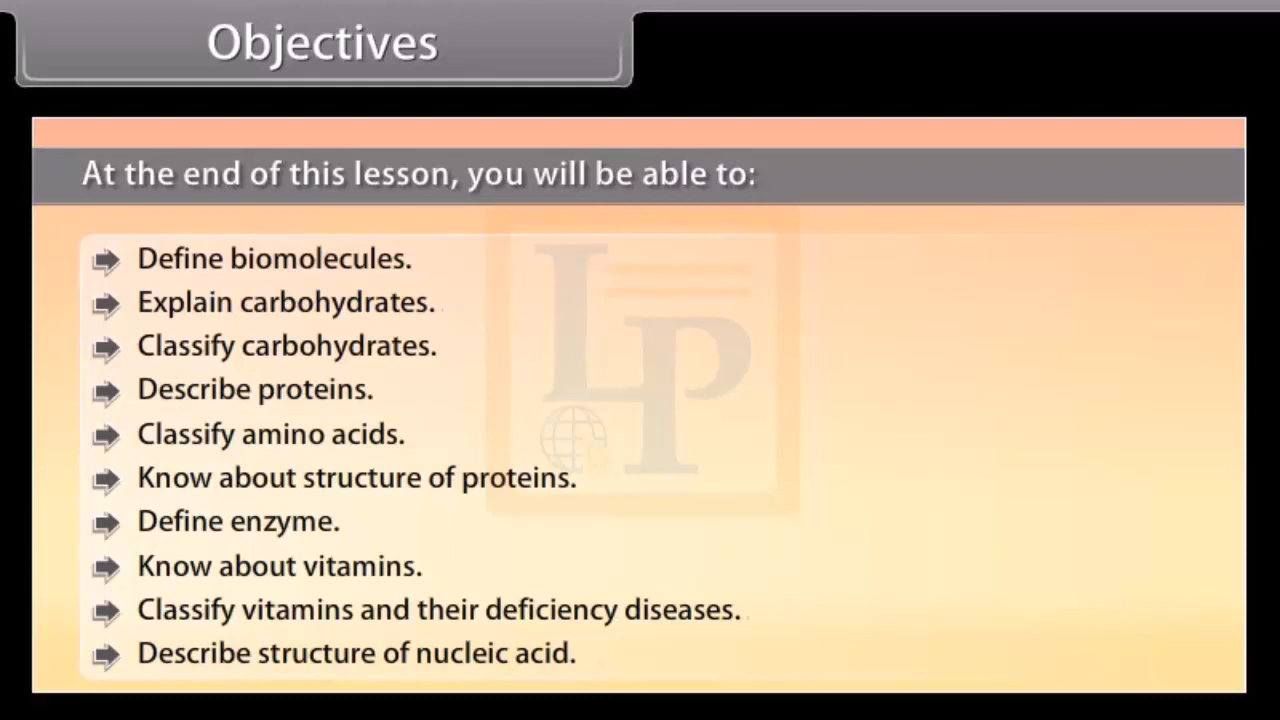 Objectives
At the end of this lesson, you will be able to:
Define biomolecules.
Explain carbohydrates.
Classify carbohydrates.
Describe proteins.
Classify amino acids.
Know about structure of proteins.
Define enzyme.
Know about vitamins.
Classify vitamins and their deficiency diseases.
Describe structure of nucleic acid.
LP